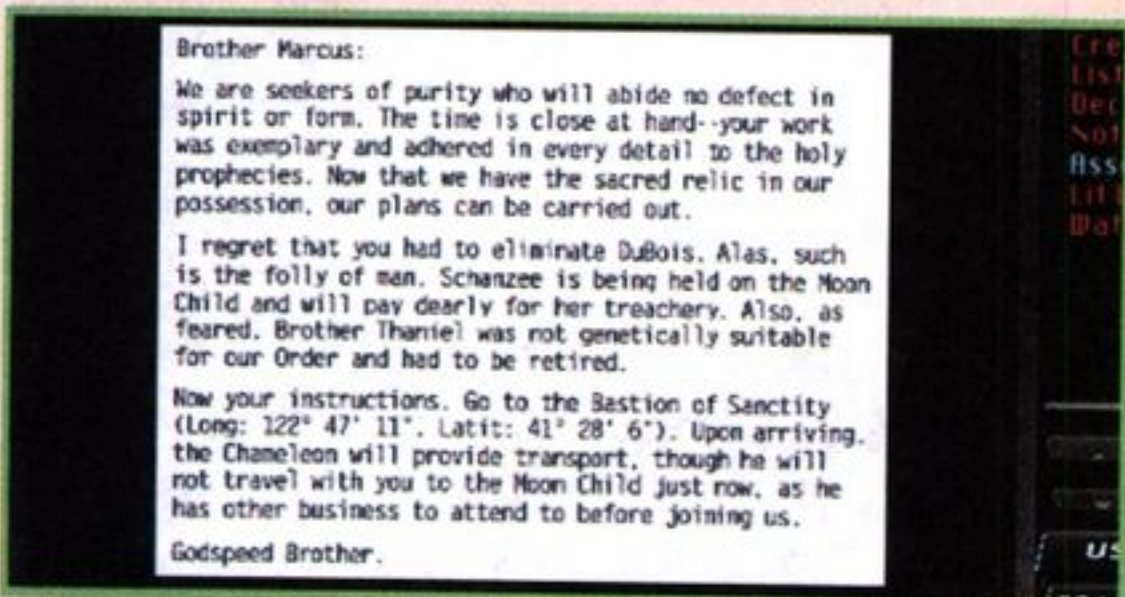 Brother Marcus:
We are seekers of purity who will abide no defect in
spirit or form. The time is close at hand--your work
was exemplary and adhered in every detail to the holy
prophecies. Now that we have the sacred relic in our
possession, our plans can be carried out.
I regret that you had to eliminate DuBois. Alas, such
is the folly of man. Schanzee is being held on the Moon
Child and will pay dearly for her treachery. Also, as
feared, Brother Thaniel was not genetically suitable
for our Order and had to be retired.
Now your instructions. Go to the Bastion of Sanctity
(Long: 122° 47' 11". Latit: 41° 28' 6"). Upon arriving,
the Chameleon will provide transport, though he will
not travel with you to the Moon Child just now, as he
has other business to attend to before joining us.
Godspeed Brother.
Cre
List
Dec
Not
Asse
Wat
US